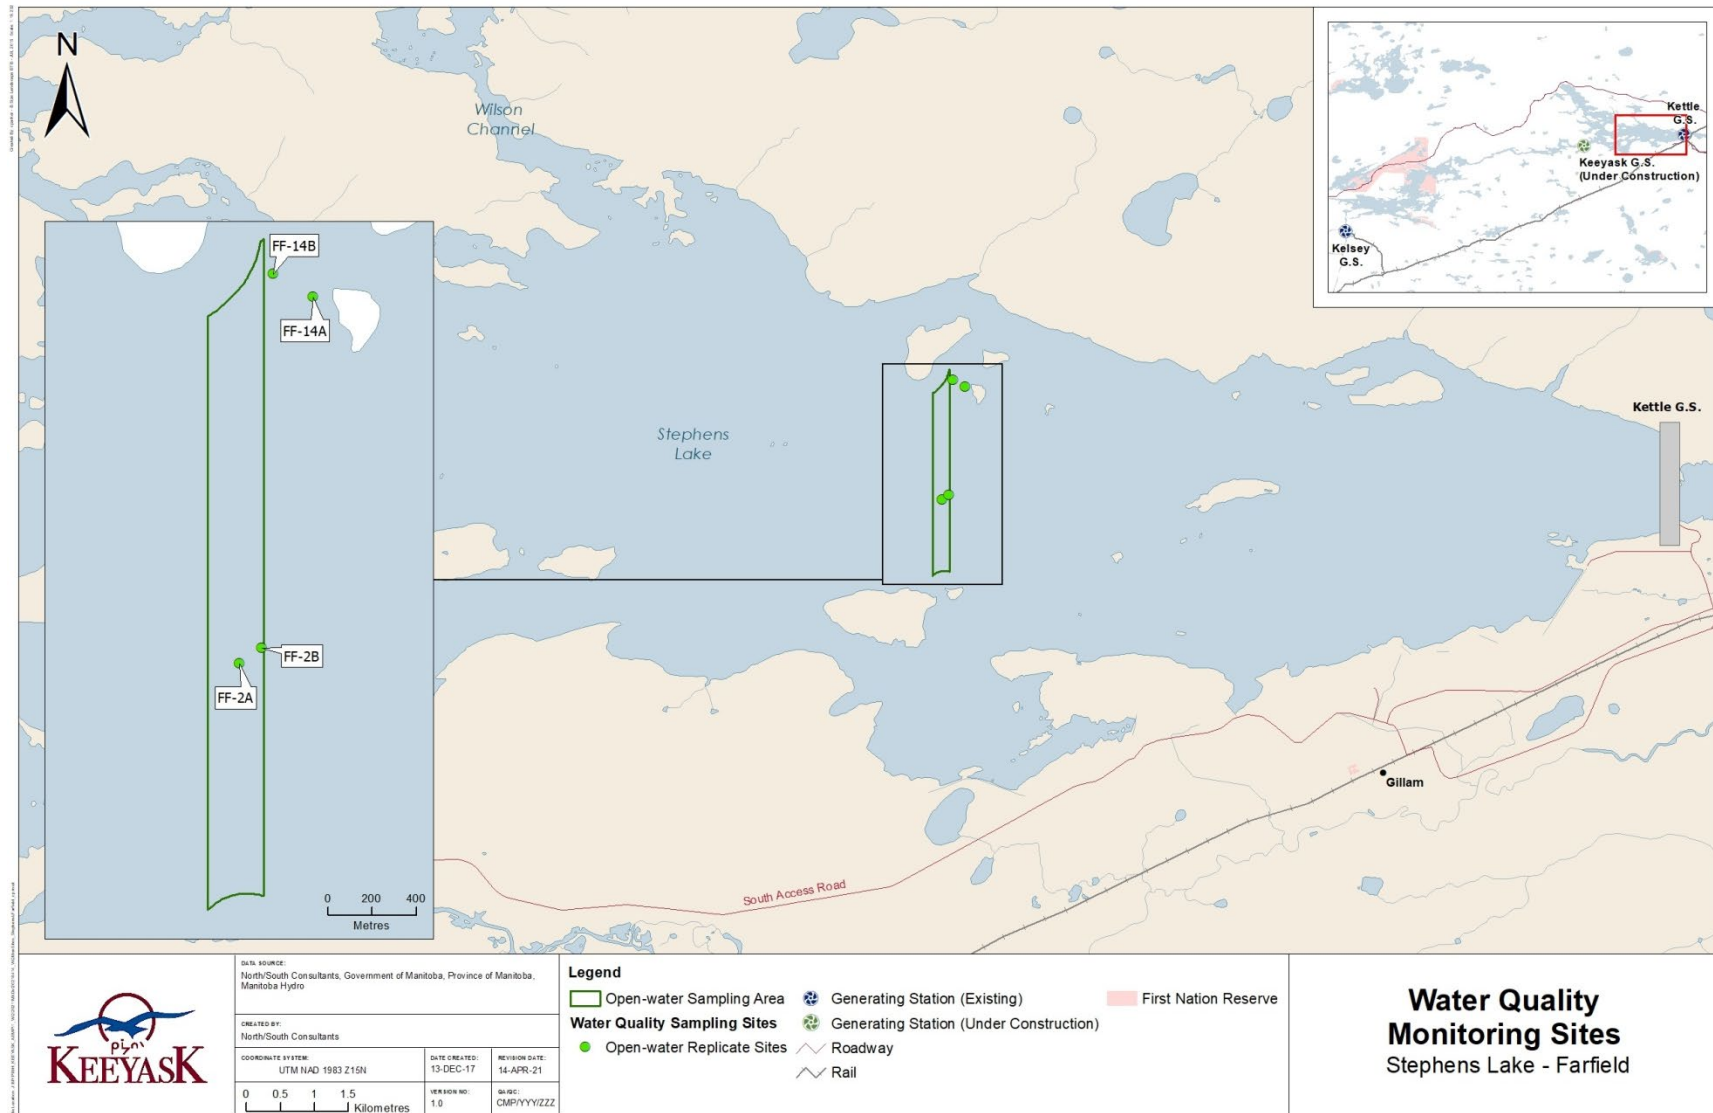 N
Wilson
Channel
Kettle
G.S.
Keeyask G.S.
(Under Construction)
Kelsey
G.S.
FF-14B
FF-14A
Stephens
Lake
Kettle G.S.
FF-2B
FF-2A
0 200 400
Metres
Gillam
South Access Road
KEEYASK
DATA SOURCE:
North/South Consultants, Government of Manitoba, Province of Manitoba,
Manitoba Hydro
CREATED BY:
North/South Consultants
COORDINATE SYSTEM:
UTM NAD 1983 Z15N
DATE CREATED:
13-DEC-17
REVISION DATE:
14-APR-21
0 0.5 1 1.5
Kilometres
VERSION NO:
1.0
QA/QC:
CMP/YYY/ZZZ
Legend
Open-water Sampling Area
Water Quality Sampling Sites
Open-water Replicate Sites
Generating Station (Existing)
Generating Station (Under Construction)
Roadway
Rail
First Nation Reserve
Water Quality
Monitoring Sites
Stephens Lake - Farfield